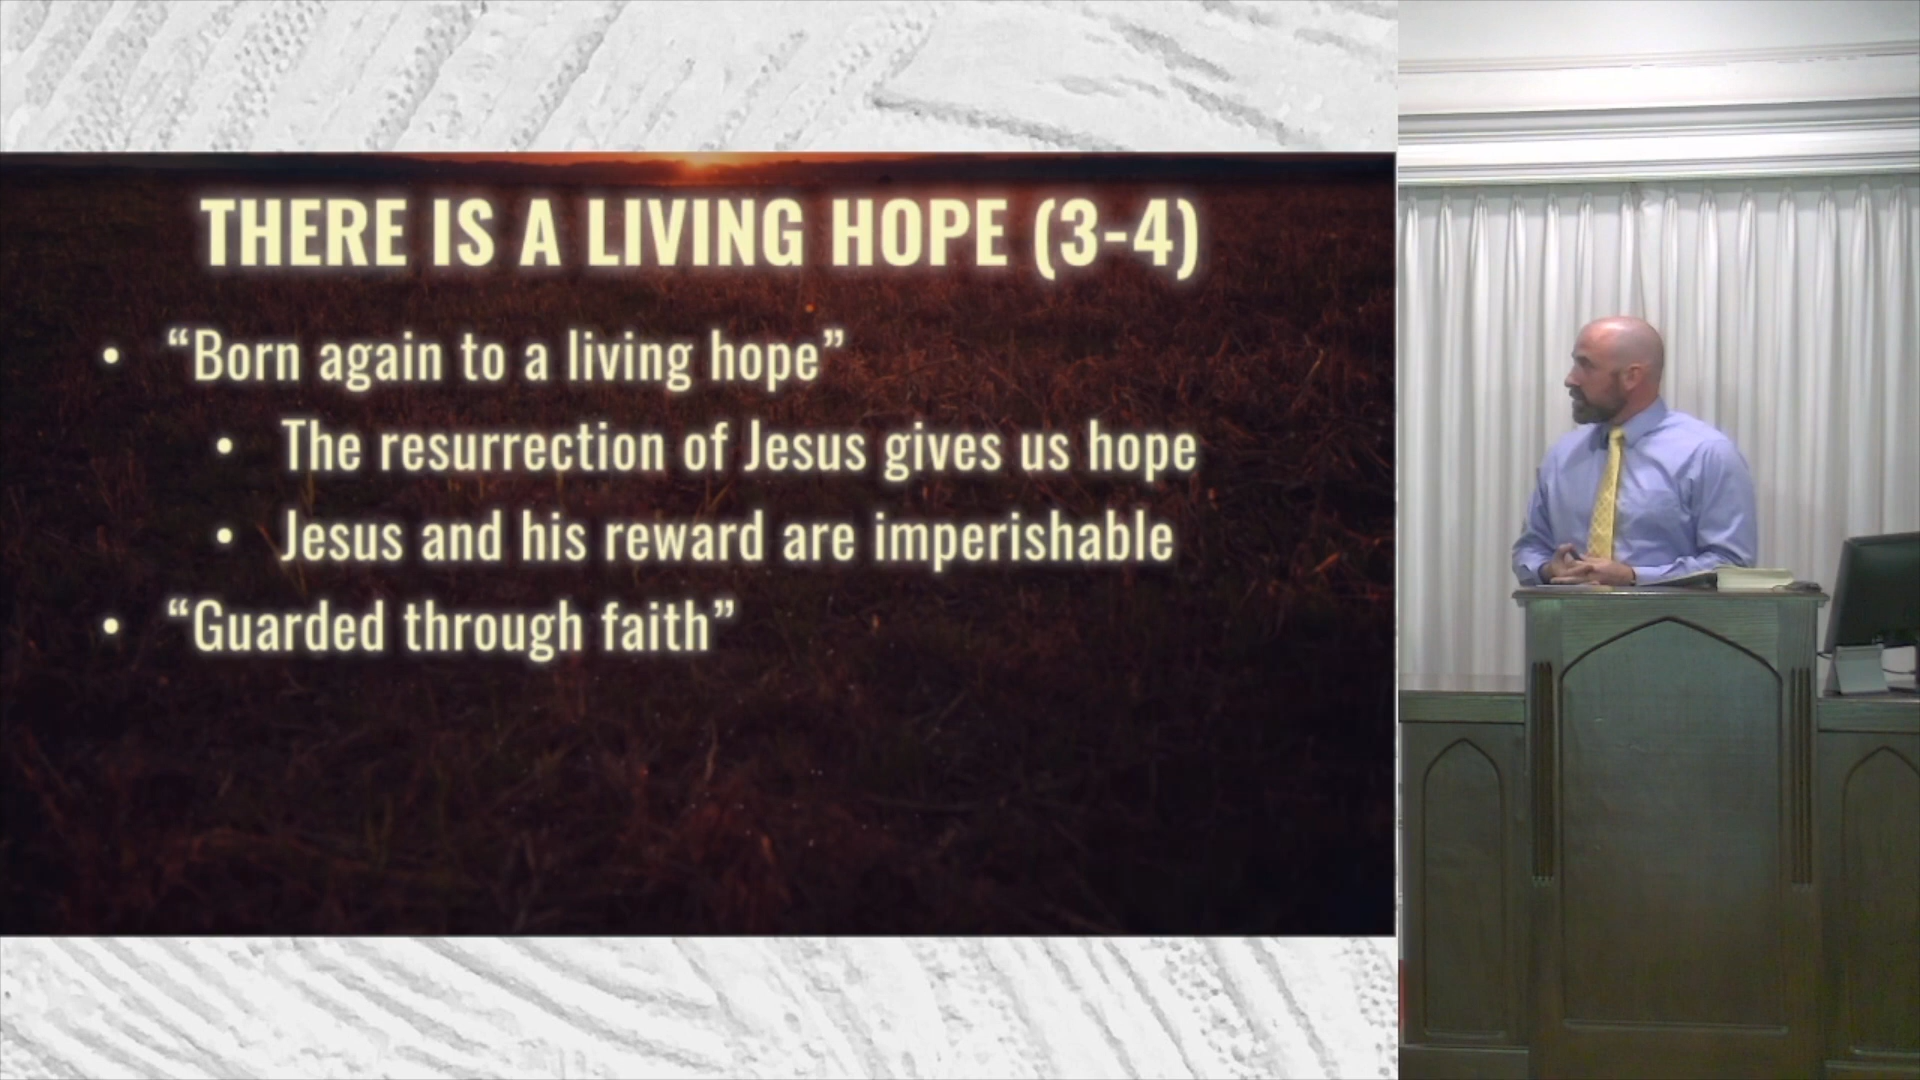 THERE IS A LIVING HOPE (3-4)
• “Born again to a living hope”
• The resurrection of Jesus gives us hope
• Jesus and his reward are imperishable
• “Guarded through faith”